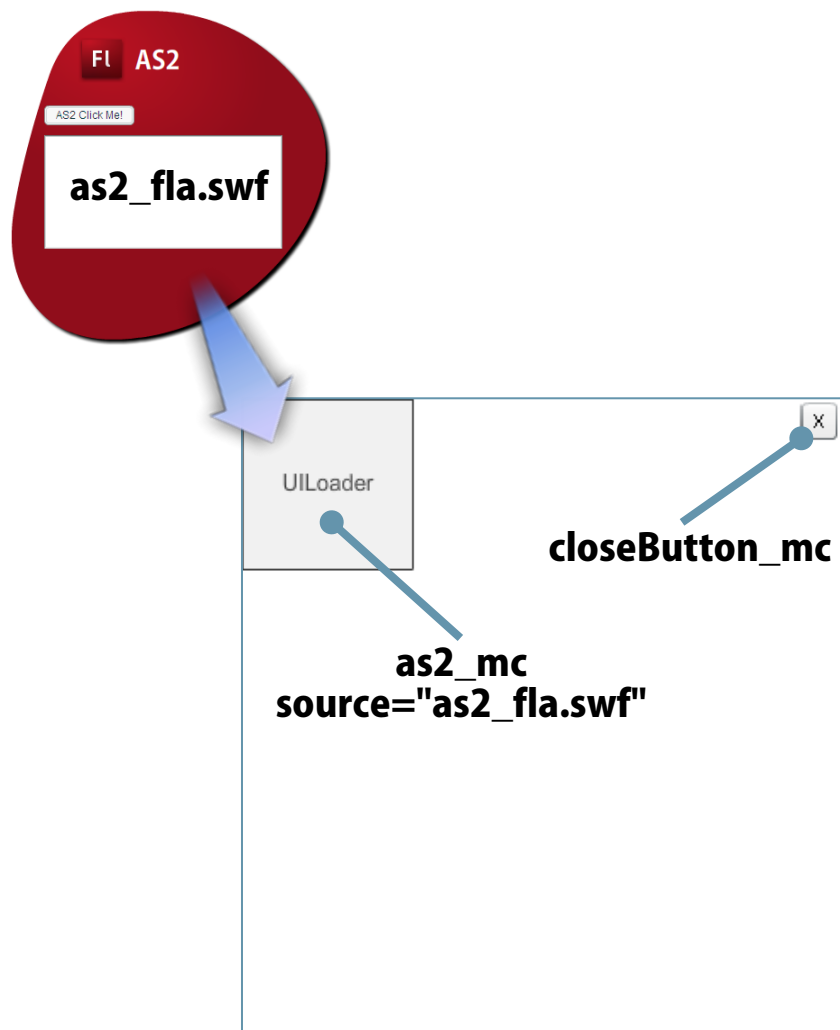 Fl AS2
AS2 Click Me!
as2_fla.swf
X
UILoader
closeButton_mc
as2_mc
source="as2_fla.swf"